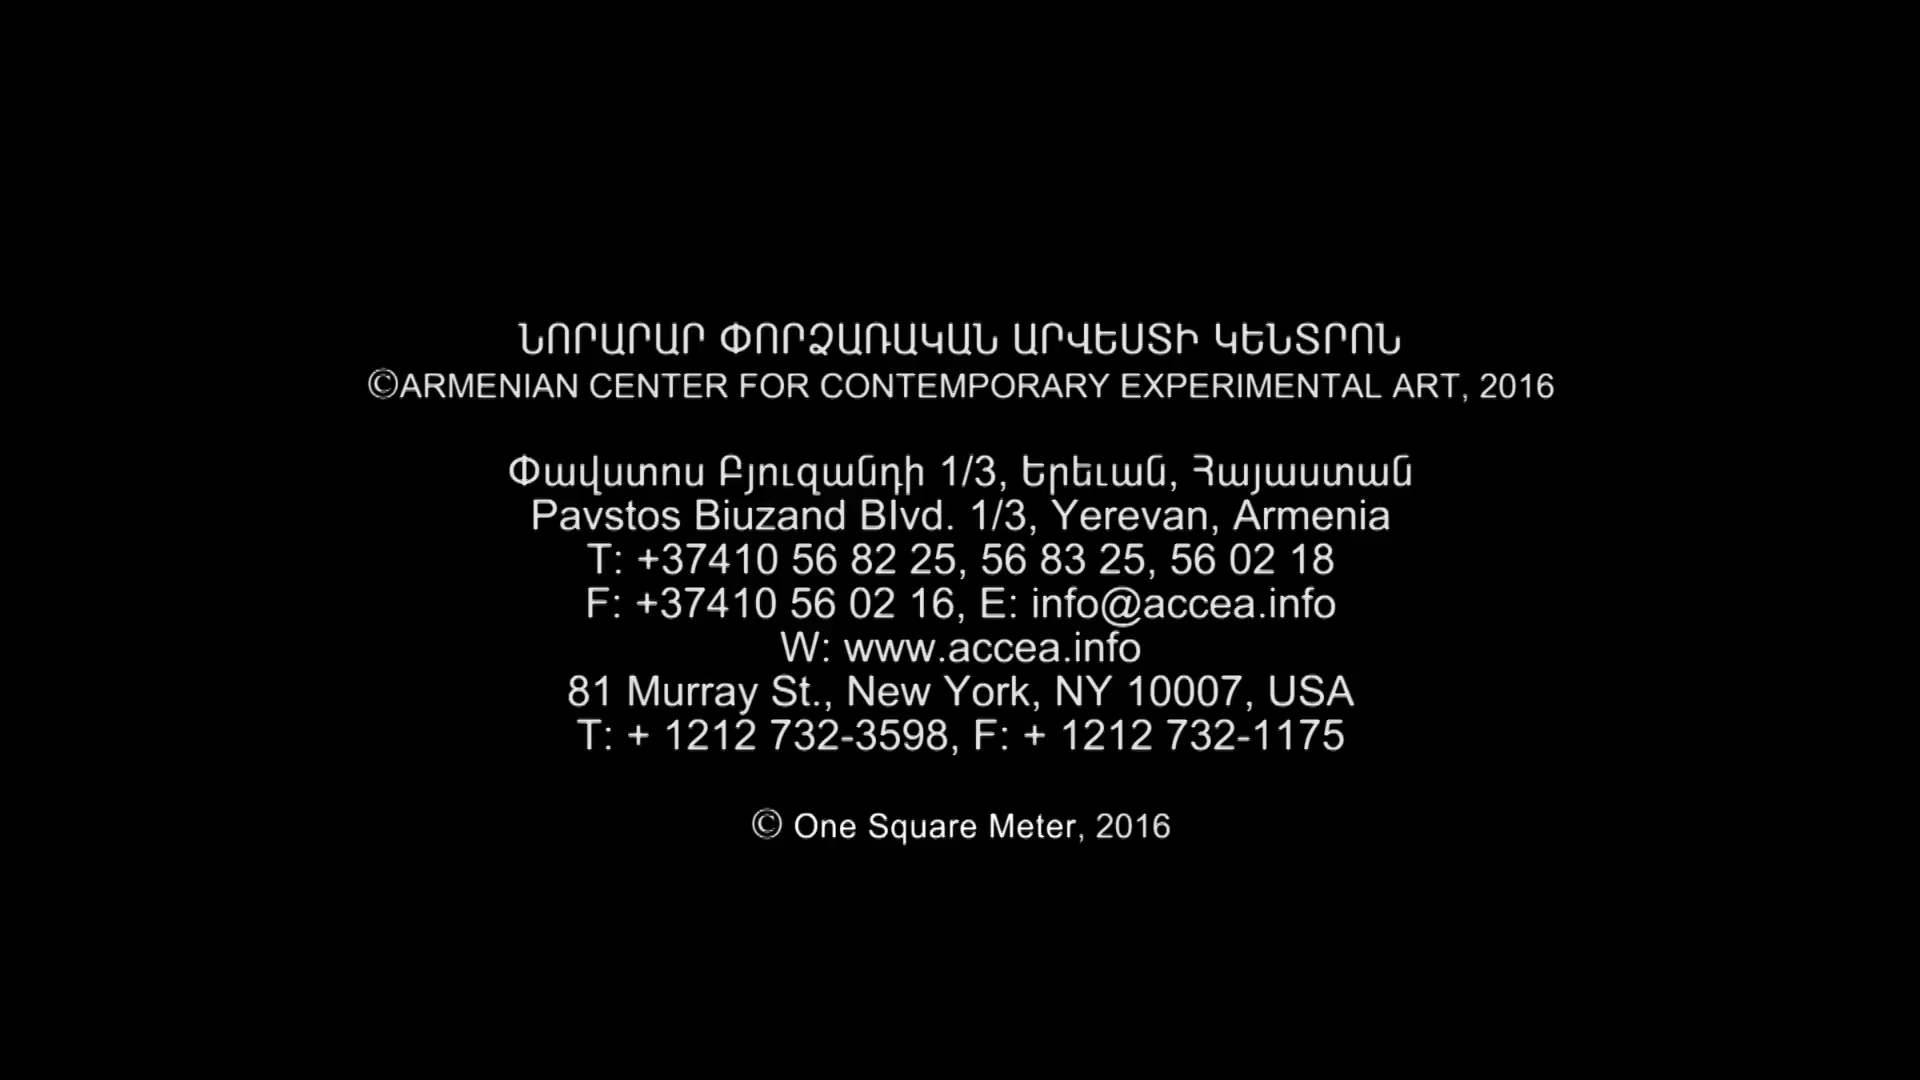 ՆՈՐԱՐԱՐ ՓՈՐՁԱՌԱԿԱՆ ԱՐՎԵՍՏԻ ԿԵՆՏՐՈՆ
©ARMENIAN CENTER FOR CONTEMPORARY EXPERIMENTAL ART, 2016
Փավստոս Բյուզանդի 1/3, Երեւան, Հայաստան
Pavstos Biuzand Blvd. 1/3, Yerevan, Armenia
T: +37410 56 82 25, 56 83 25, 56 02 18
F: +37410 56 02 16, E: info@accea.info
W: www.accea.info
81 Murray St., New York, NY 10007, USA
T: + 1212 732-3598, F: + 1212 732-1175
© One Square Meter, 2016